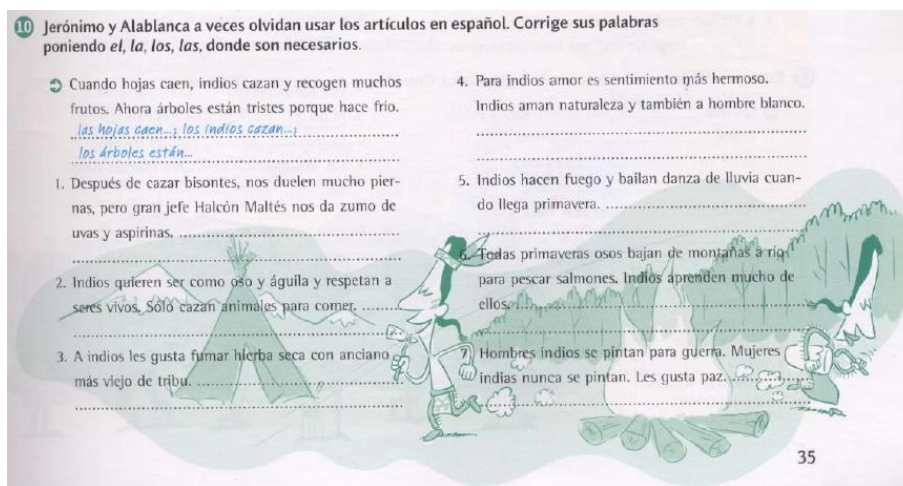 10 Jerónimo y Alablanca a veces olvidan usar los artículos en español. Corrige sus palabras
poniendo el, la, los, las, donde son necesarios.
Cuando hojas caen, indios cazan y recogen muchos
frutos. Ahora árboles están tristes porque hace frío.
las hojas caen...; los indios cazan...;
los árboles están...
1. Después de cazar bisontes, nos duelen mucho pier-
nas, pero gran jefe Halcón Maltés nos da zumo de
uvas y aspirinas.
2. Indios quieren ser como oso y águila y respetan a
seres vivos. Sólo cazan animales para comer.
3. A indios les gusta fumar hierba seca con anciano
más viejo de tribu.
4. Para indios amor es sentimiento más hermoso.
Indios aman naturaleza y también a hombre blanco.
5. Indios hacen fuego y bailan danza de lluvia cuan-
do llega primavera.
6. Todas primaveras osos bajan de montañas a río
para pescar salmones. Indios aprenden mucho de
ellos.
7. Hombres indios se pintan para guerra. Mujeres
indias nunca se pintan. Les gusta paz.
35